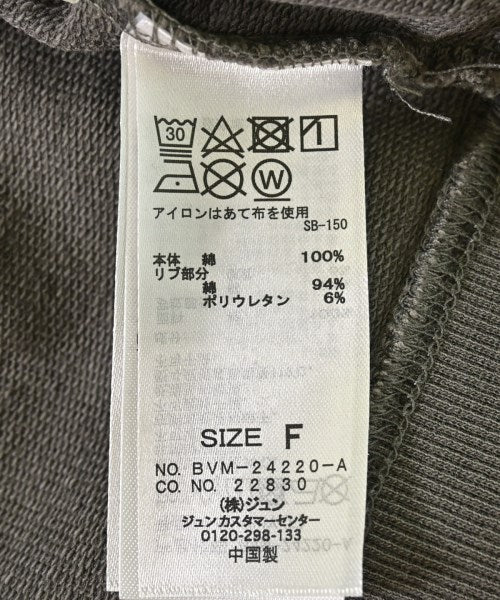 30
W
アイロンはあて布を使用
SB-150
本体 綿 100%
リブ部分
綿 94%
ポリウレタン 6%
SIZE F
NO. BVM-24220-A
CO. NO. 22830
(株)ジュン
ジュンカスタマーセンター
0120-298-133
中国製